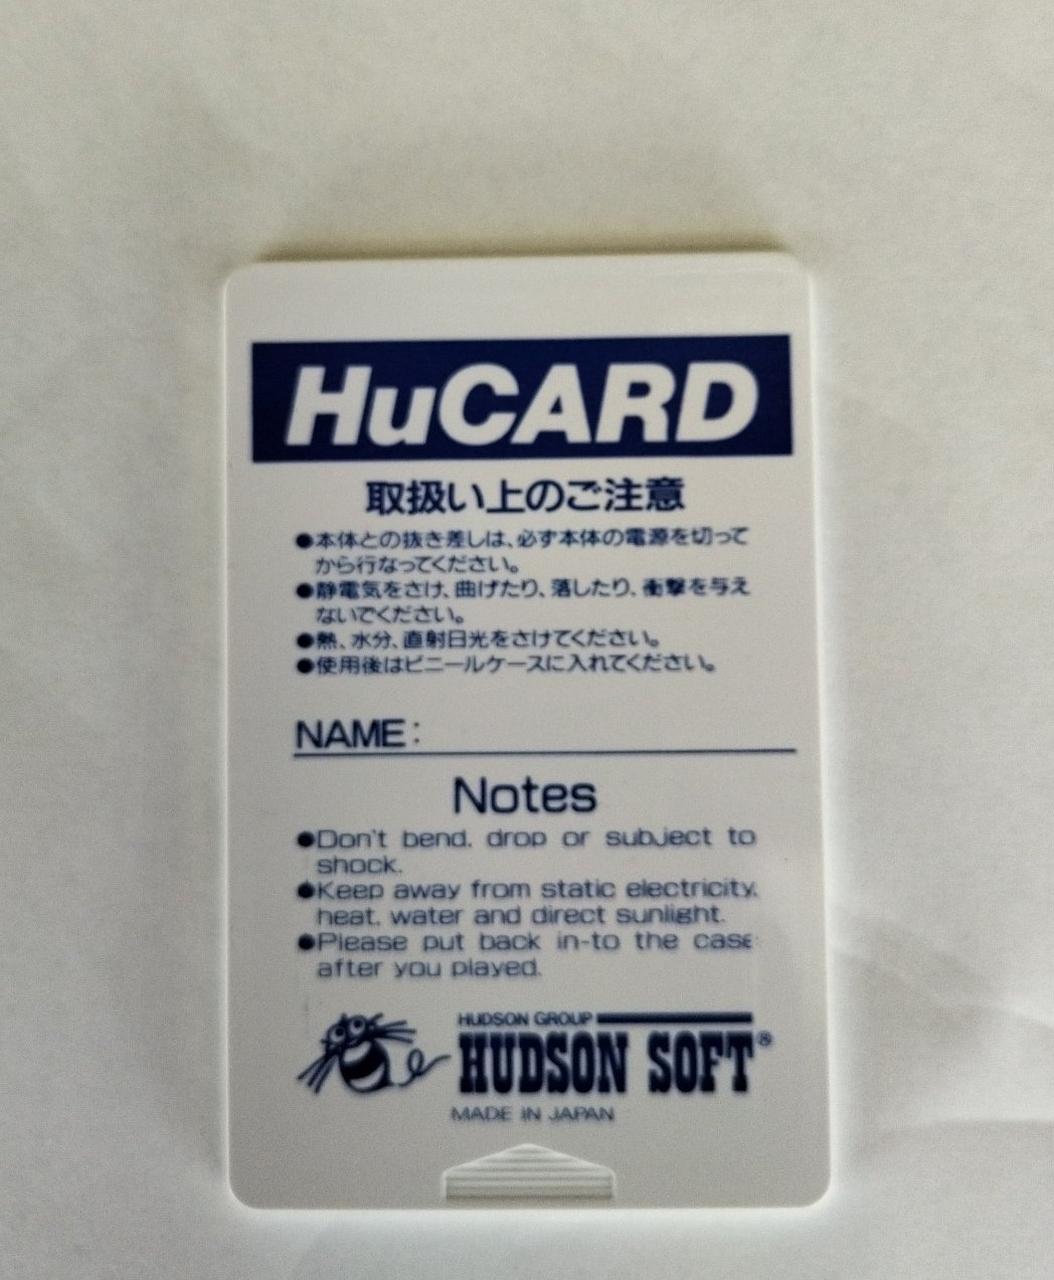 HuCARD
取扱い上のご注意
●本体との抜き差しは、必ず本体の電源を切って
から行なってください。
●静電気をさけ、曲げたり、落したり、衝撃を与え
ないでください。
●熱、水分、直射日光をさけてください。
●使用後はビニールケースに入れてください。
NAME:
Notes
●Don't bend, drop or subject to
shock.
●Keep away from static electricity,
heat, water and direct sunlight.
●Please put back in-to the case
after you played.
HUDSON GROUP
HUDSON SOFT®
MADE IN JAPAN